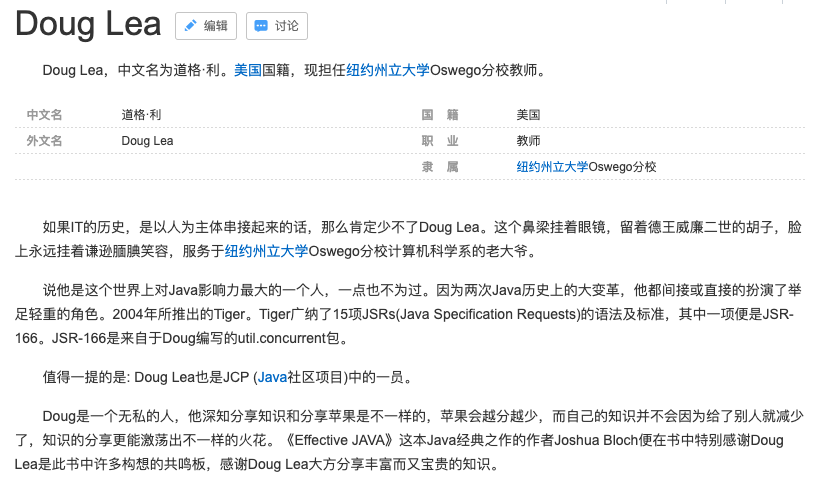 Doug Lea 编辑 讨论
Doug Lea，中文名为道格·利。美国国籍，现担任纽约州立大学Oswego分校教师。
中文名 道格·利 国 籍 美国
外文名 Doug Lea 职 业 教师
隶 属 纽约州立大学Oswego分校
如果IT的历史，是以人为主体串接起来的话，那么肯定少不了Doug Lea。这个鼻梁挂着眼镜，留着德王威廉二世的胡子，脸
上永远挂着谦逊腼腆笑容，服务于纽约州立大学Oswego分校计算机科学系的老大爷。
说他是这个世界上对Java影响力最大的一个人，一点也不为过。因为两次Java历史上的大变革，他都间接或直接的扮演了举
足轻重的角色。2004年所推出的Tiger。Tiger广纳了15项JSRs(Java Specification Requests)的语法及标准，其中一项便是JSR-
166。JSR-166是来自于Doug编写的util.concurrent包。
值得一提的是: Doug Lea也是JCP (Java社区项目)中的一员。
Doug是一个无私的人，他深知分享知识和分享苹果是不一样的，苹果会越分越少，而自己的知识并不会因为给了别人就减少
了，知识的分享更能激荡出不一样的火花。《Effective JAVA》这本Java经典之作的作者Joshua Bloch便在书中特别感谢Doug
Lea是此书中许多构想的共鸣板，感谢Doug Lea大方分享丰富而又宝贵的知识。